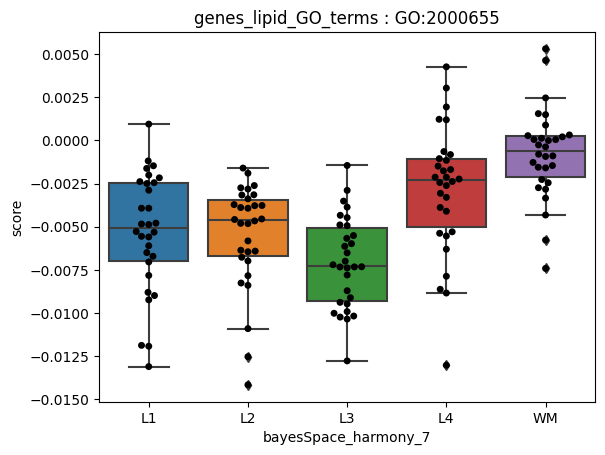 genes_lipid_GO_terms : GO:2000655
0.0050
0.0025
0.0000
−0.0025
−0.0050
−0.0075
−0.0100
−0.0125
−0.0150
score
L1 L2 L3 L4 WM
bayesSpace_harmony_7